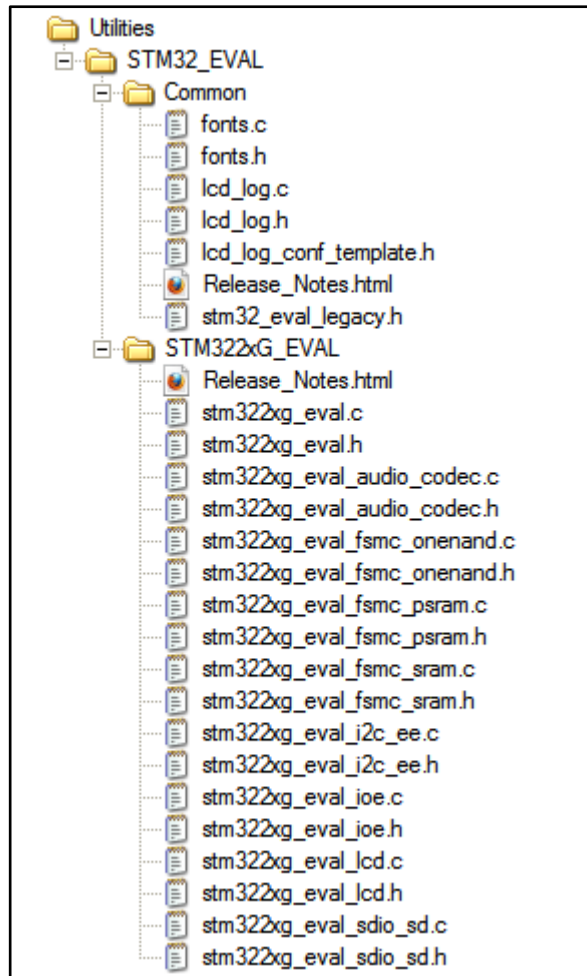 Utilities
STM32_EVAL
Common
fonts.c
fonts.h
lcd_log.c
lcd_log.h
lcd_log_conf_template.h
Release_Notes.html
stm32_eval_legacy.h
STM322xG_EVAL
Release_Notes.html
stm322xg_eval.c
stm322xg_eval.h
stm322xg_eval_audio_codec.c
stm322xg_eval_audio_codec.h
stm322xg_eval_fsmc_onenand.c
stm322xg_eval_fsmc_onenand.h
stm322xg_eval_fsmc_psram.c
stm322xg_eval_fsmc_psram.h
stm322xg_eval_fsmc_sram.c
stm322xg_eval_fsmc_sram.h
stm322xg_eval_i2c_ee.c
stm322xg_eval_i2c_ee.h
stm322xg_eval_ioe.c
stm322xg_eval_ioe.h
stm322xg_eval_lcd.c
stm322xg_eval_lcd.h
stm322xg_eval_sdio_sd.c
stm322xg_eval_sdio_sd.h